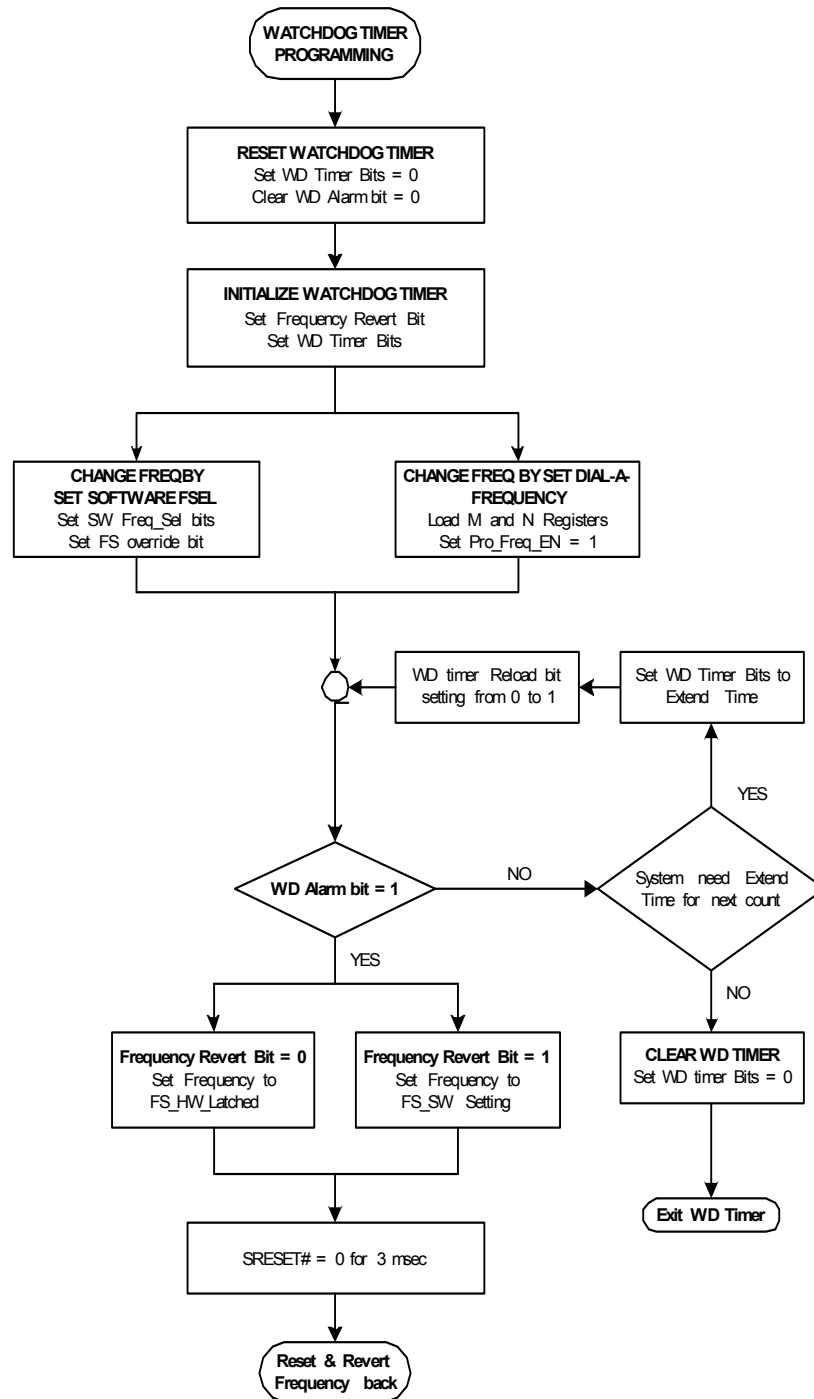 WATCHDOG TIMER
PROGRAMMING
RESET WATCHDOG TIMER
Set WD Timer Bits = 0
Clear WD Alarm bit = 0
INITIALIZE WATCHDOG TIMER
Set Frequency Revert Bit
Set WD Timer Bits
CHANGE FREQ BY
SET SOFTWARE FSEL
Set SW Freq_Sel bits
Set FS override bit
CHANGE FREQ BY SET DIAL-A-
FREQUENCY
Load M and N Registers
Set Pro_Freq_EN = 1
WD timer Reload bit
setting from 0 to 1
Set WD Timer Bits to
Extend Time
YES
WD Alarm bit = 1
NO
System need Extend
Time for next count
YES
NO
Frequency Revert Bit = 0
Set Frequency to
FS_HW_Latched
Frequency Revert Bit = 1
Set Frequency to
FS_SW Setting
CLEAR WD TIMER
Set WD timer Bits = 0
Exit WD Timer
SRESET# = 0 for 3 msec
Reset & Revert
Frequency back